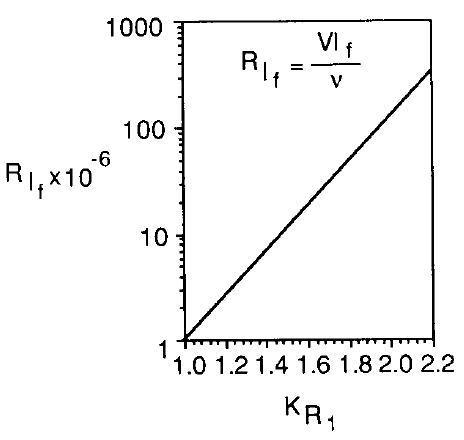 1000
R_{l_f} = Vl_f / ν
100
R_{l_f} x10^{-6}
10
1
1.0 1.2 1.4 1.6 1.8 2.0 2.2
K_{R_1}